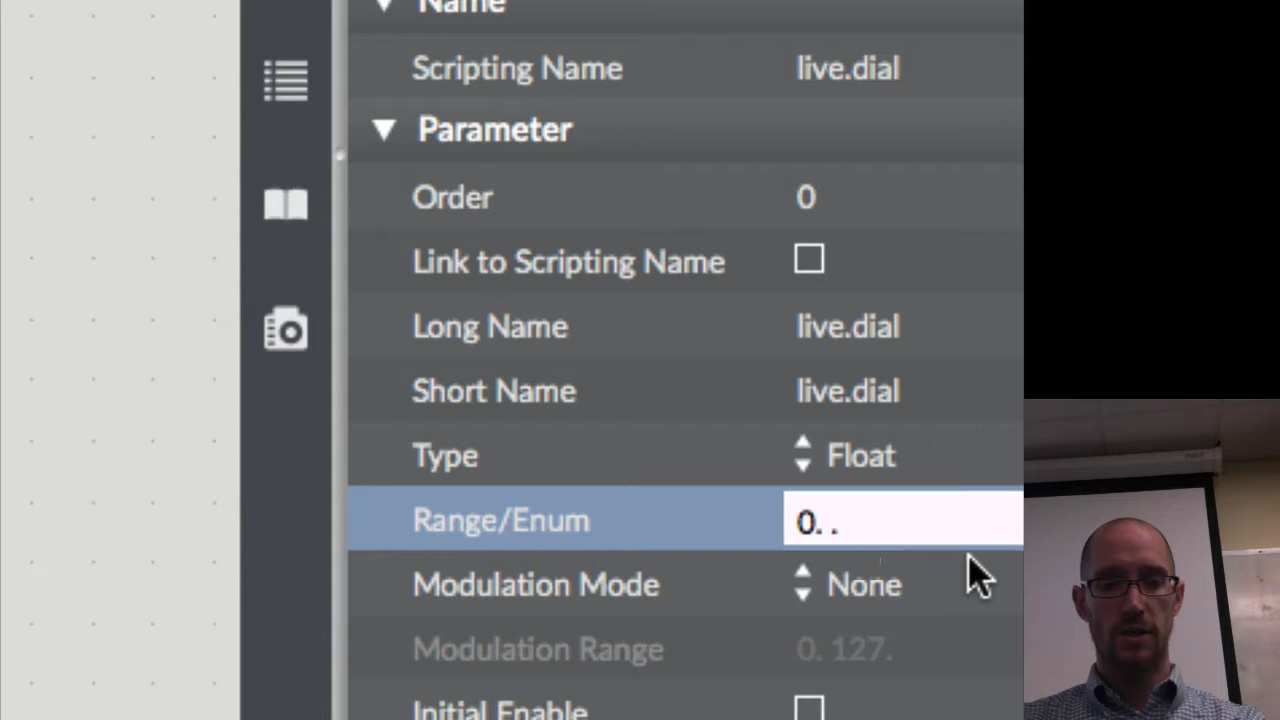 Name
Scripting Name live.dial
Parameter
Order 0
Link to Scripting Name
Long Name live.dial
Short Name live.dial
Type Float
Range/Enum 0. .
Modulation Mode None
Modulation Range 0. 127.
Initial Enable